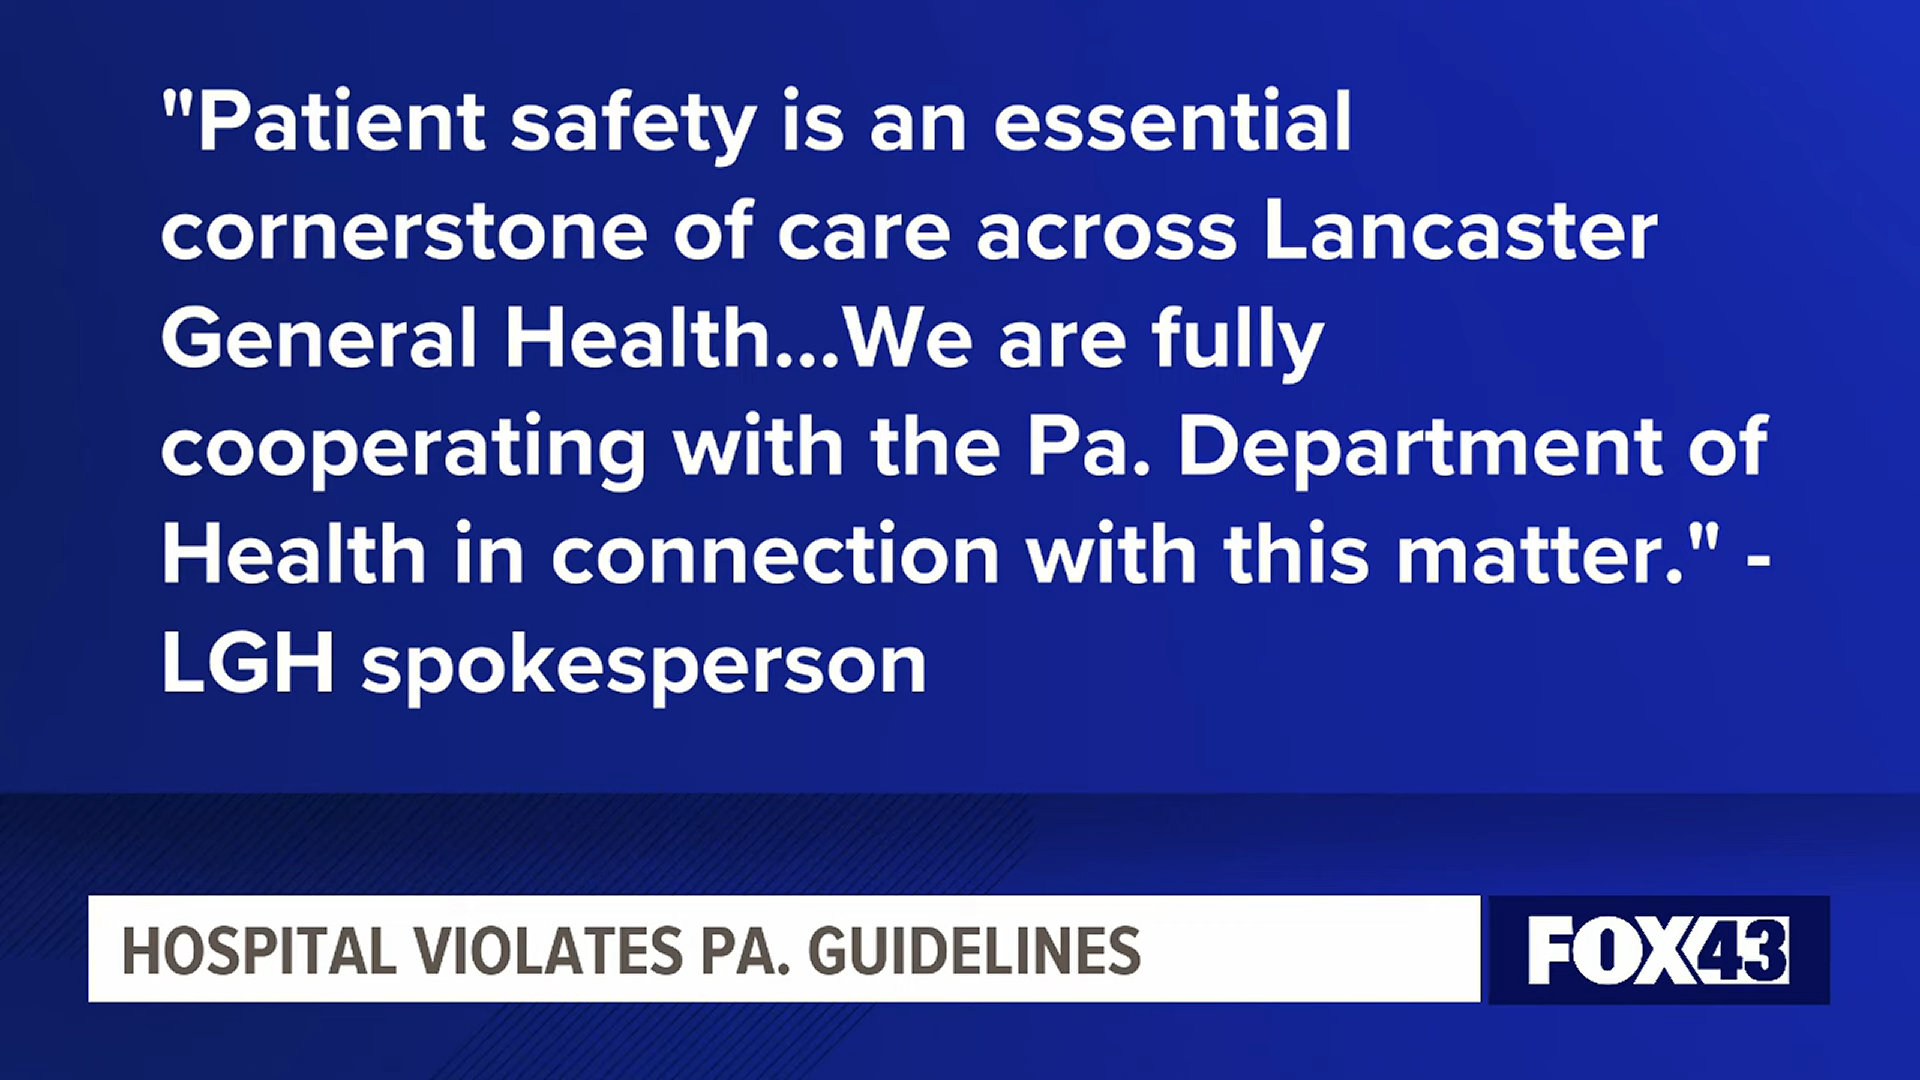 "Patient safety is an essential
cornerstone of care across Lancaster
General Health...We are fully
cooperating with the Pa. Department of
Health in connection with this matter." -
LGH spokesperson
HOSPITAL VIOLATES PA. GUIDELINES
FOX43